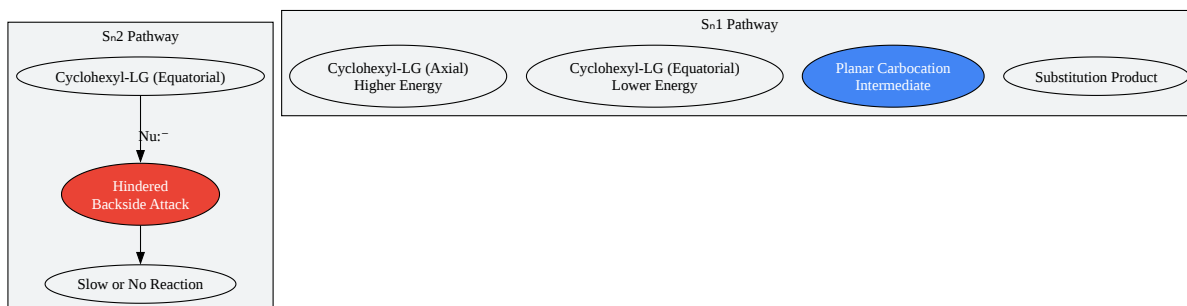 Sₙ2 Pathway
Cyclohexyl-LG (Equatorial)
Nu:⁻
Hindered
Backside Attack
Slow or No Reaction
Sₙ1 Pathway
Cyclohexyl-LG (Axial)
Higher Energy
Cyclohexyl-LG (Equatorial)
Lower Energy
Planar Carbocation
Intermediate
Substitution Product